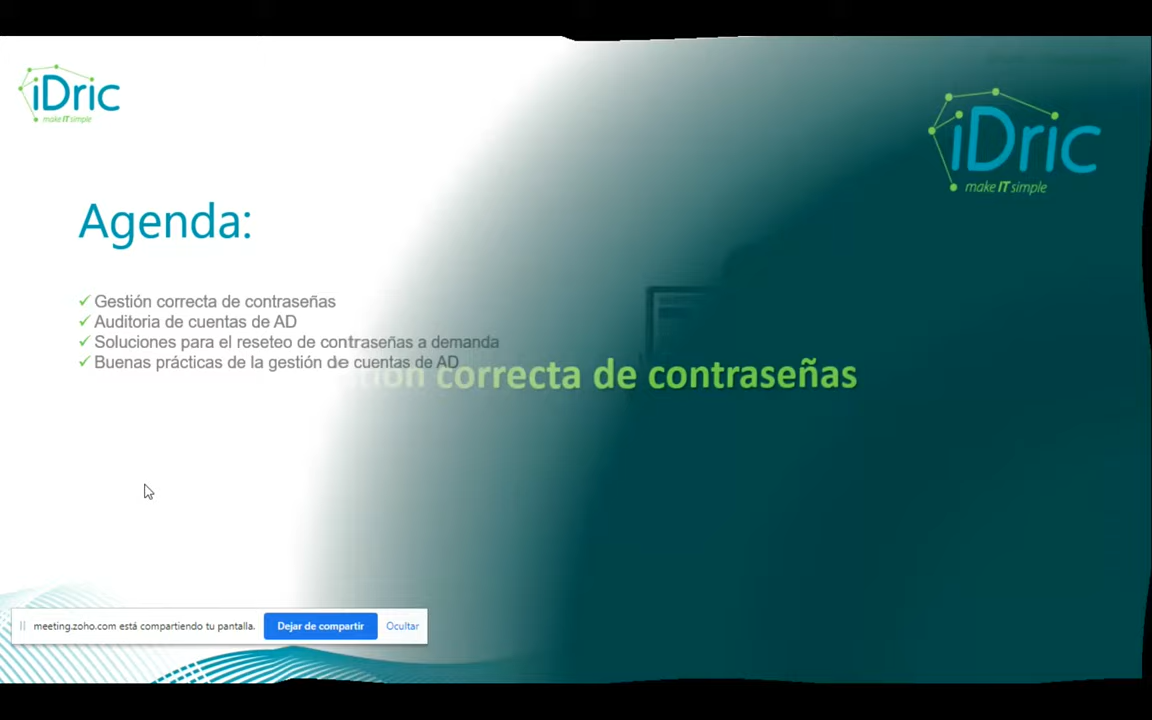 iDric
make IT simple
iDric
make IT simple
Agenda:
✓ Gestión correcta de contraseñas
✓ Auditoria de cuentas de AD
✓ Soluciones para el reseteo de contraseñas a demanda
✓ Buenas prácticas de la gestión de cuentas de AD
correcta de contraseñas
meeting.zoho.com está compartiendo tu pantalla.
Dejar de compartir
Ocultar